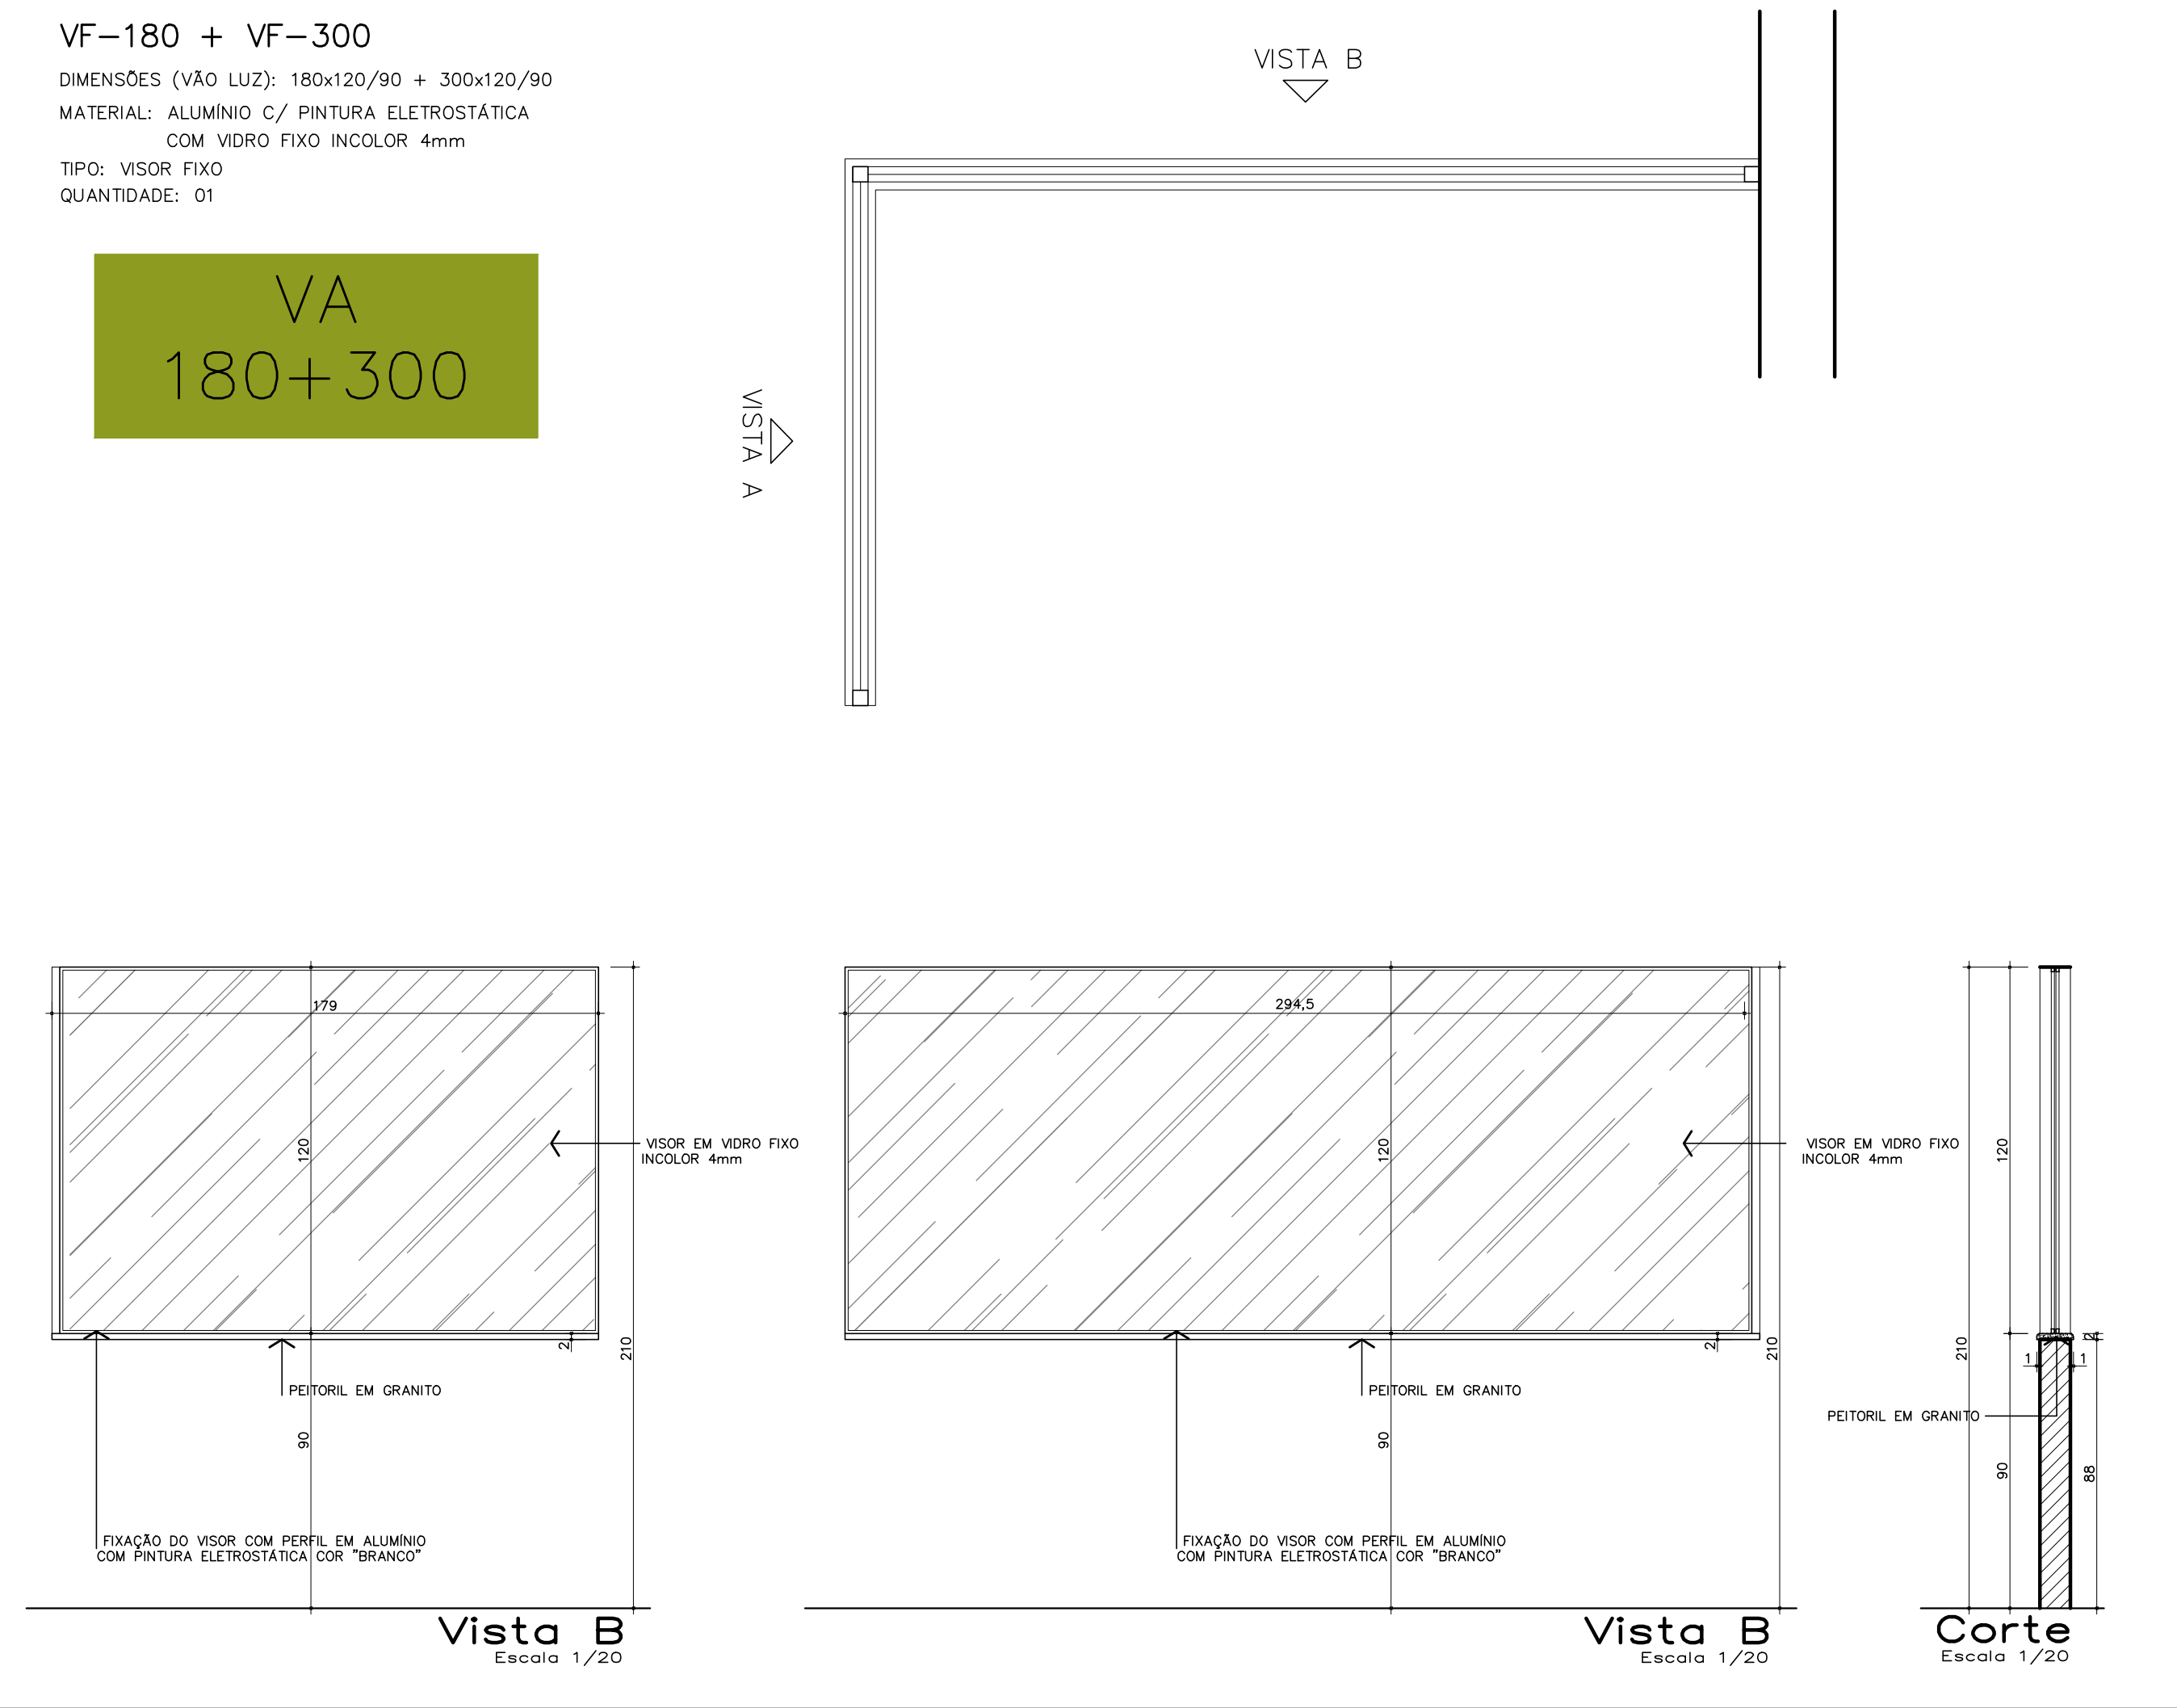 VF-180 + VF-300
DIMENSÕES (VÃO LUZ): 180x120/90 + 300x120/90
MATERIAL: ALUMÍNIO C/ PINTURA ELETROSTÁTICA
COM VIDRO FIXO INCOLOR 4mm
TIPO: VISOR FIXO
QUANTIDADE: 01
VA
180+300
VISTA B
VISTA A
179
120
VISOR EM VIDRO FIXO
INCOLOR 4mm
2
210
PEITORIL EM GRANITO
90
FIXAÇÃO DO VISOR COM PERFIL EM ALUMÍNIO
COM PINTURA ELETROSTÁTICA COR "BRANCO"
Vista B
Escala 1/20
294,5
120
VISOR EM VIDRO FIXO
INCOLOR 4mm
2
210
PEITORIL EM GRANITO
90
FIXAÇÃO DO VISOR COM PERFIL EM ALUMÍNIO
COM PINTURA ELETROSTÁTICA COR "BRANCO"
Vista B
Escala 1/20
120
210
2
1
1
PEITORIL EM GRANITO
90
88
Corte
Escala 1/20